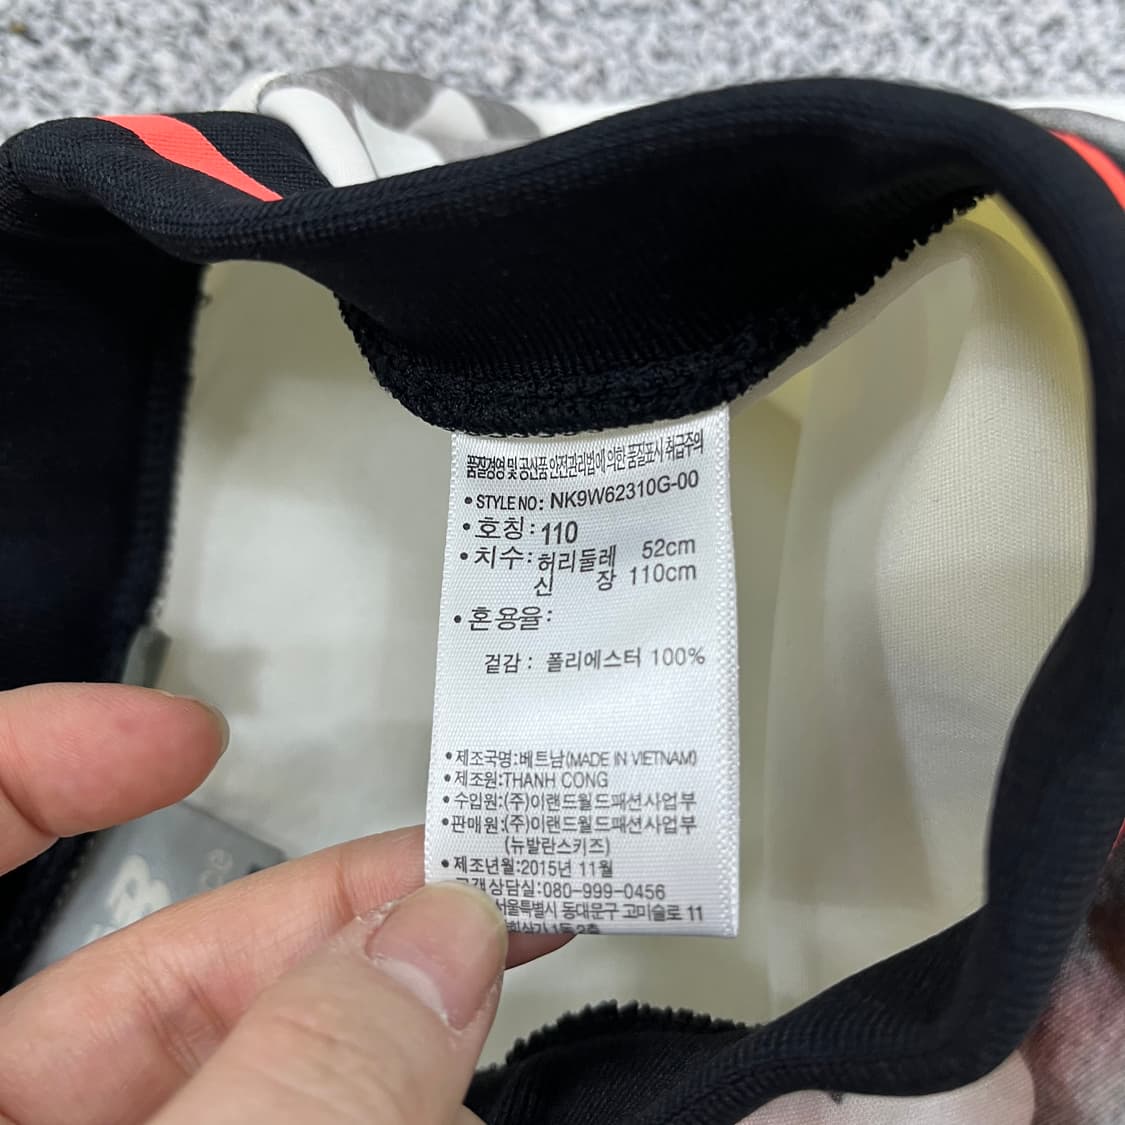 품질경영 및 공산품 안전관리법에 의한 품질표시 취급주의
• STYLE NO: NK9W62310G-00
• 호칭: 110
• 치수: 허리둘레 52cm
신 장 110cm
• 혼용율:
겉감: 폴리에스터 100%
• 제조국명:베트남(MADE IN VIETNAM)
• 제조원:THANH CONG
• 수입원:(주)이랜드월드패션사업부
• 판매원:(주)이랜드월드패션사업부
(뉴발란스키즈)
• 제조년월:2015년 11월
고객상담실:080-999-0456
서울특별시 동대문구 고미술로 11